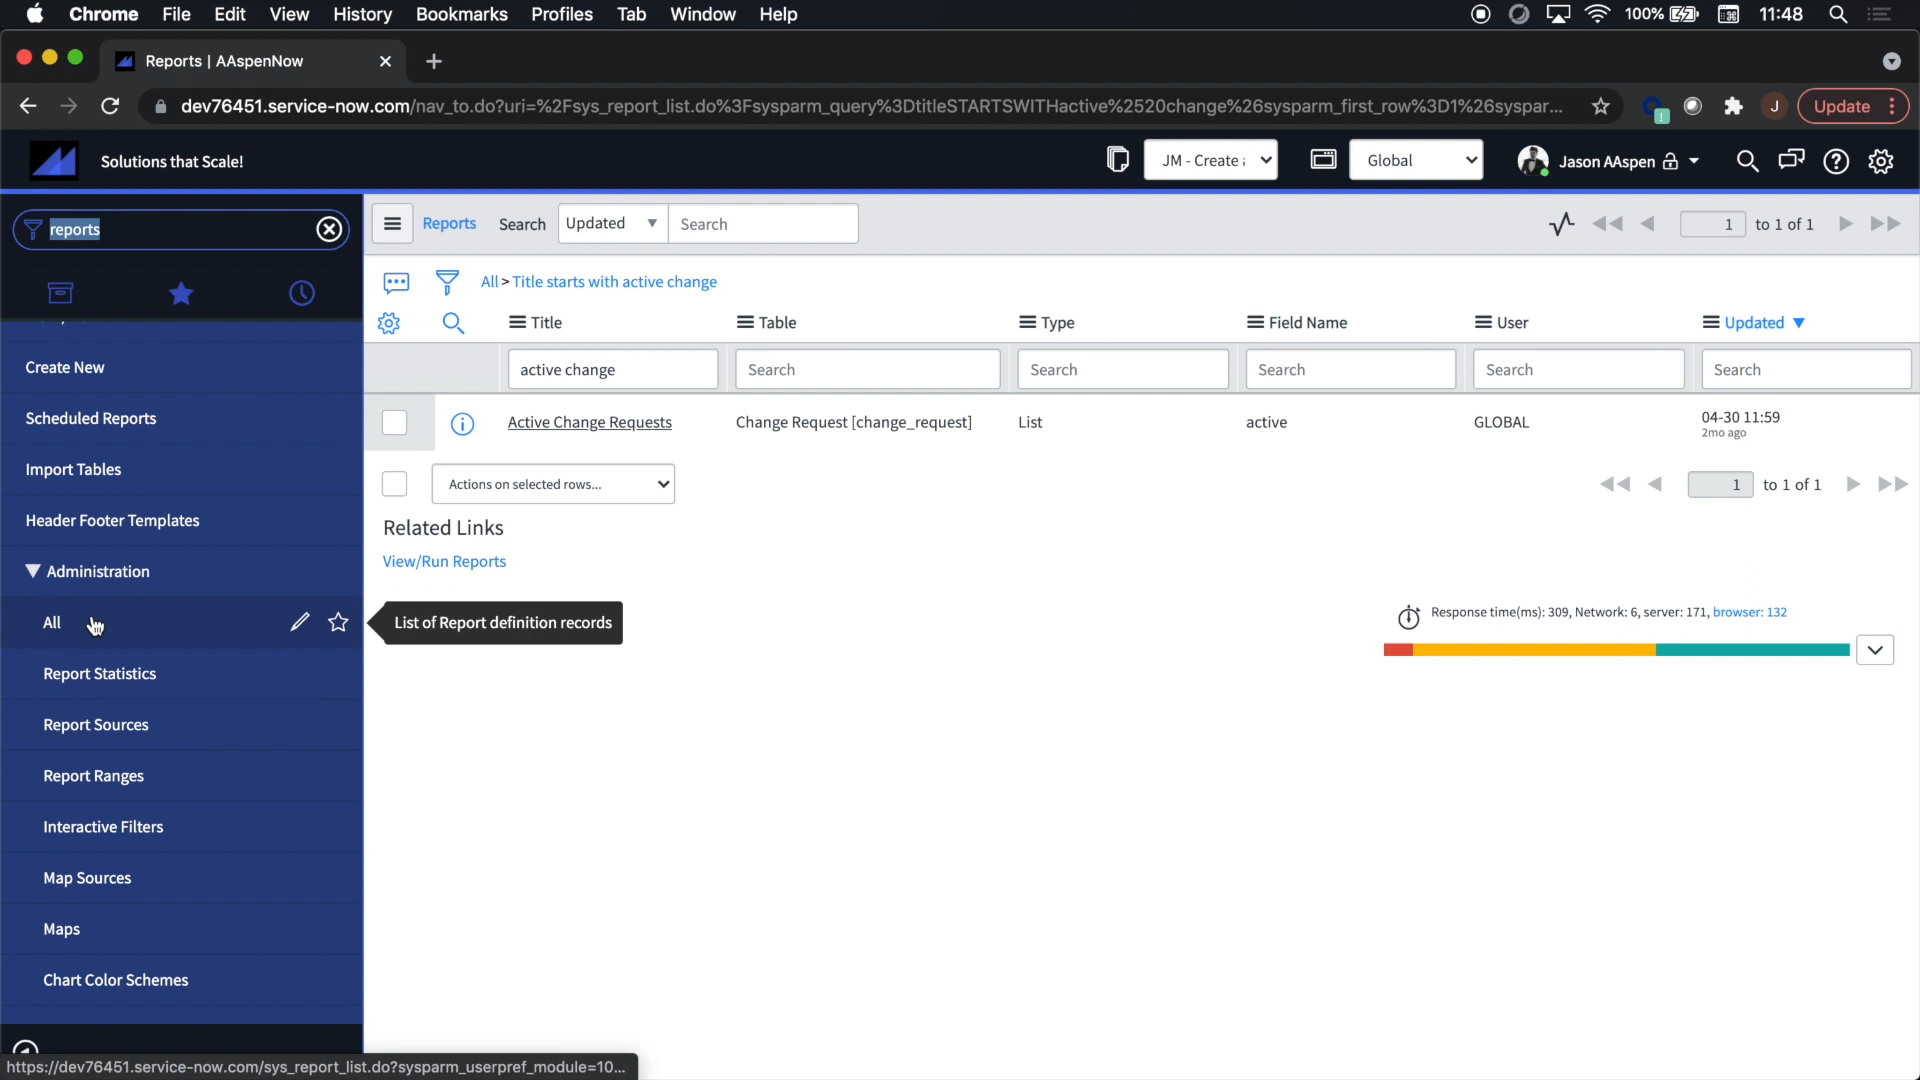 Chrome File Edit View History Bookmarks Profiles Tab Window Help 100% 11:48
Reports | AAspenNow
dev76451.service-now.com/nav_to.do?uri=%2Fsys_report_list.do%3Fsysparm_query%3DtitleSTARTSWITHactive%2520change%26sysparm_first_row%3D1%26syspar... J Update
Solutions that Scale! JM - Create Global Jason AAspen
reports
Reports Search Updated Search 1 to 1 of 1
All > Title starts with active change
Title Table Type Field Name User Updated
active change Search Search Search Search Search
Active Change Requests Change Request [change_request] List active GLOBAL 04-30 11:59
2mo ago
Actions on selected rows... 1 to 1 of 1
Related Links
View/Run Reports
Response time(ms): 309, Network: 6, server: 171, browser: 132
Create New
Scheduled Reports
Import Tables
Header Footer Templates
Administration
All
List of Report definition records
Report Statistics
Report Sources
Report Ranges
Interactive Filters
Map Sources
Maps
Chart Color Schemes
https://dev76451.service-now.com/sys_report_list.do?sysparm_userpref_module=10...